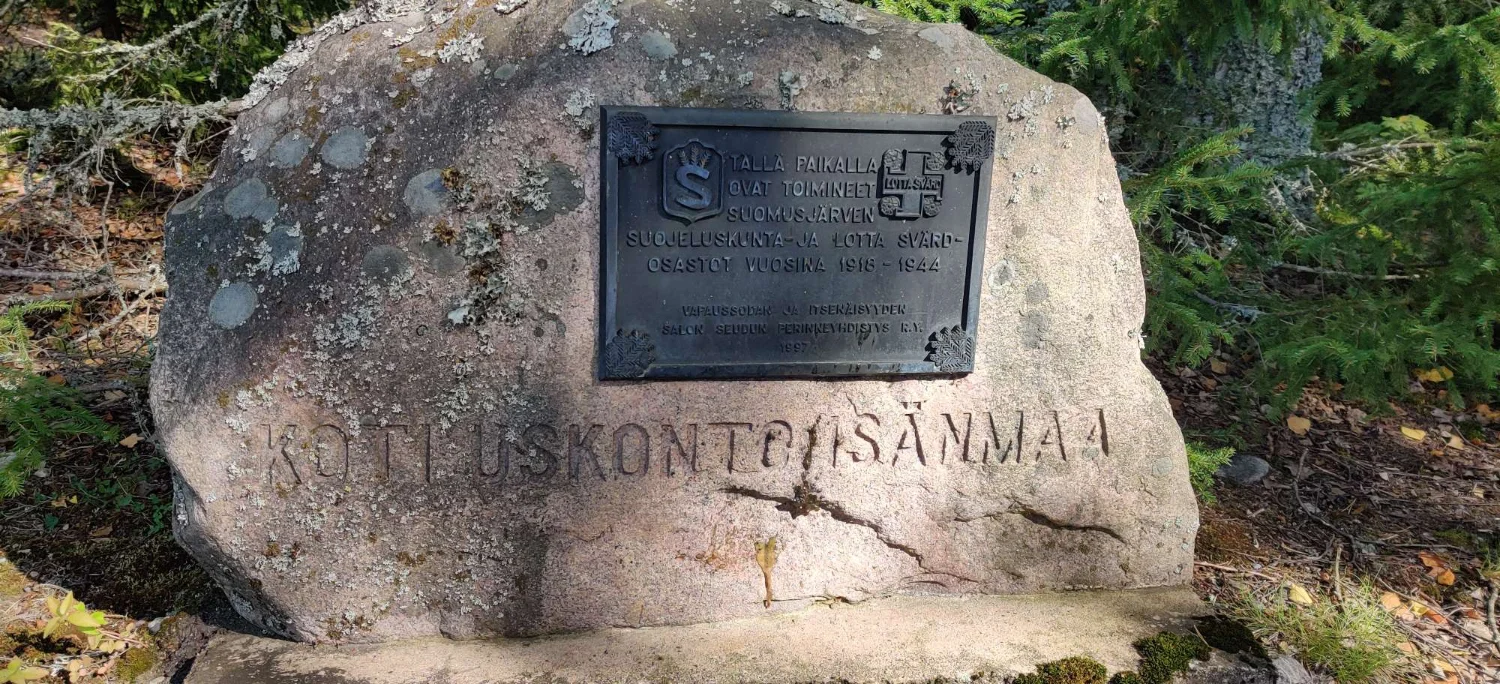 TÄLLÄ PAIKALLA
OVAT TOIMINEET
SUOMUSJÄRVEN
SUOJELUSKUNTA-JA LOTTA SVÄRD-
OSASTOT VUOSINA 1918 - 1944
VAPAUSSODAN JA ITSENÄISYYDEN
SALON SEUDUN PERINNEYHDISTYS R.Y.
1997
S
LOTTA-SVÄRD
KOTI USKONTO ISÄNMAA